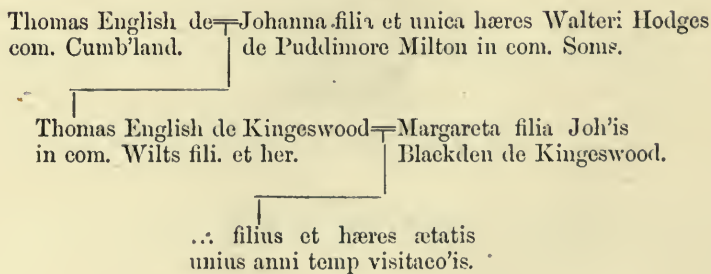 Thomas English de Johanna filia et unica hæres Walteri Hodges
com. Cumb'land. de Puddimore Milton in com. Soms.
Thomas English de Kingeswood Margareta filia Joh'is
in com. Wilts fili. et her. Blackden de Kingeswood.
... filius et hæres ætatis
unius anni temp visitaco'is.